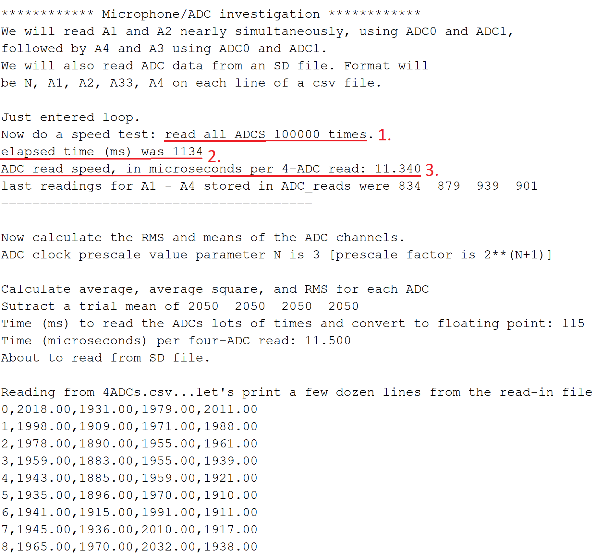 ************ Microphone/ADC investigation ************
We will read A1 and A2 nearly simultaneously, using ADC0 and ADC1,
followed by A4 and A3 using ADC0 and ADC1.
We will also read ADC data from an SD file. Format will
be N, A1, A2, A33, A4 on each line of a csv file.
Just entered loop.
Now do a speed test: read all ADCS 100000 times. 1.
elapsed time (ms) was 1134 2.
ADC read speed, in microseconds per 4-ADC read: 11.340 3.
last readings for A1 - A4 stored in ADC_reads were 834 879 939 901
----------------------------------------
Now calculate the RMS and means of the ADC channels.
ADC clock prescale value parameter N is 3 [prescale factor is 2**(N+1)]
Calculate average, average square, and RMS for each ADC
Sutract a trial mean of 2050 2050 2050 2050
Time (ms) to read the ADCs lots of times and convert to floating point: 115
Time (microseconds) per four-ADC read: 11.500
About to read from SD file.
Reading from 4ADCs.csv...let's print a few dozen lines from the read-in file
0,2018.00,1931.00,1979.00,2011.00
1,1998.00,1909.00,1971.00,1988.00
2,1978.00,1890.00,1955.00,1961.00
3,1959.00,1883.00,1955.00,1939.00
4,1943.00,1885.00,1959.00,1921.00
5,1935.00,1896.00,1970.00,1910.00
6,1941.00,1915.00,1991.00,1911.00
7,1945.00,1936.00,2010.00,1917.00
8,1965.00,1970.00,2032.00,1938.00